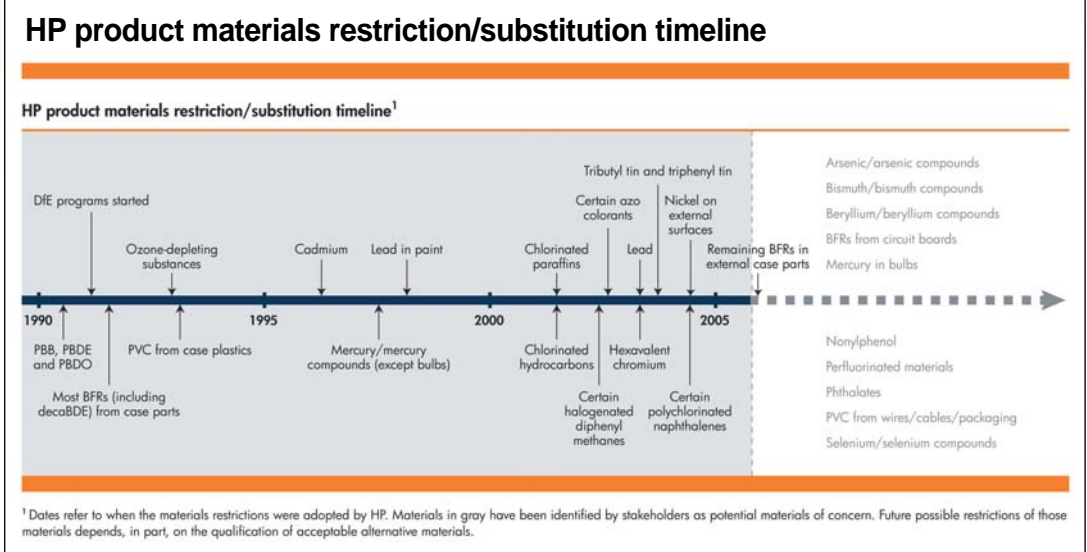 HP product materials restriction/substitution timeline
HP product materials restriction/substitution timeline¹
Tributyl tin and triphenyl tin
DfE programs started
Certain azo
colorants
Nickel on
external
surfaces
Ozone-depleting
substances
Cadmium
Lead in paint
Chlorinated
paraffins
Lead
Remaining BFRs in
external case parts
Arsenic/arsenic compounds
Bismuth/bismuth compounds
Beryllium/beryllium compounds
BFRs from circuit boards
Mercury in bulbs
1990
1995
2000
2005
PBB, PBDE
and PBDO
PVC from case plastics
Mercury/mercury
compounds (except bulbs)
Chlorinated
hydrocarbons
Hexavalent
chromium
Most BFRs (including
decaBDE) from case parts
Certain
halogenated
diphenyl
methanes
Certain
polychlorinated
naphthalenes
Nonylphenol
Perfluorinated materials
Phthalates
PVC from wires/cables/packaging
Selenium/selenium compounds
¹ Dates refer to when the materials restrictions were adopted by HP. Materials in gray have been identified by stakeholders as potential materials of concern. Future possible restrictions of those
materials depends, in part, on the qualification of acceptable alternative materials.